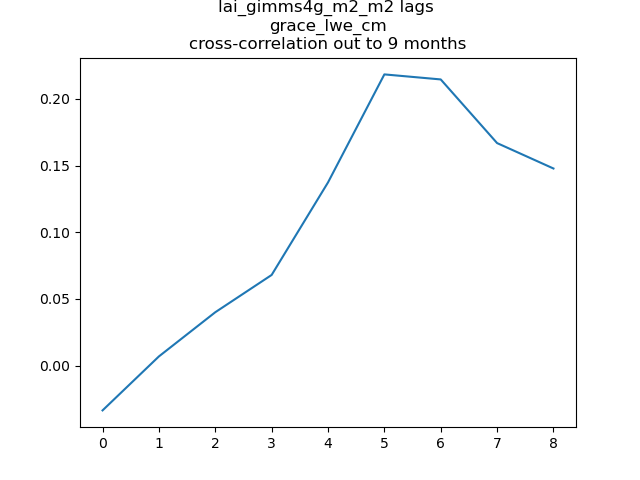 lai_gimms4g_m2_m2 lags
grace_lwe_cm
cross-correlation out to 9 months
0.20
0.15
0.10
0.05
0.00
0 1 2 3 4 5 6 7 8